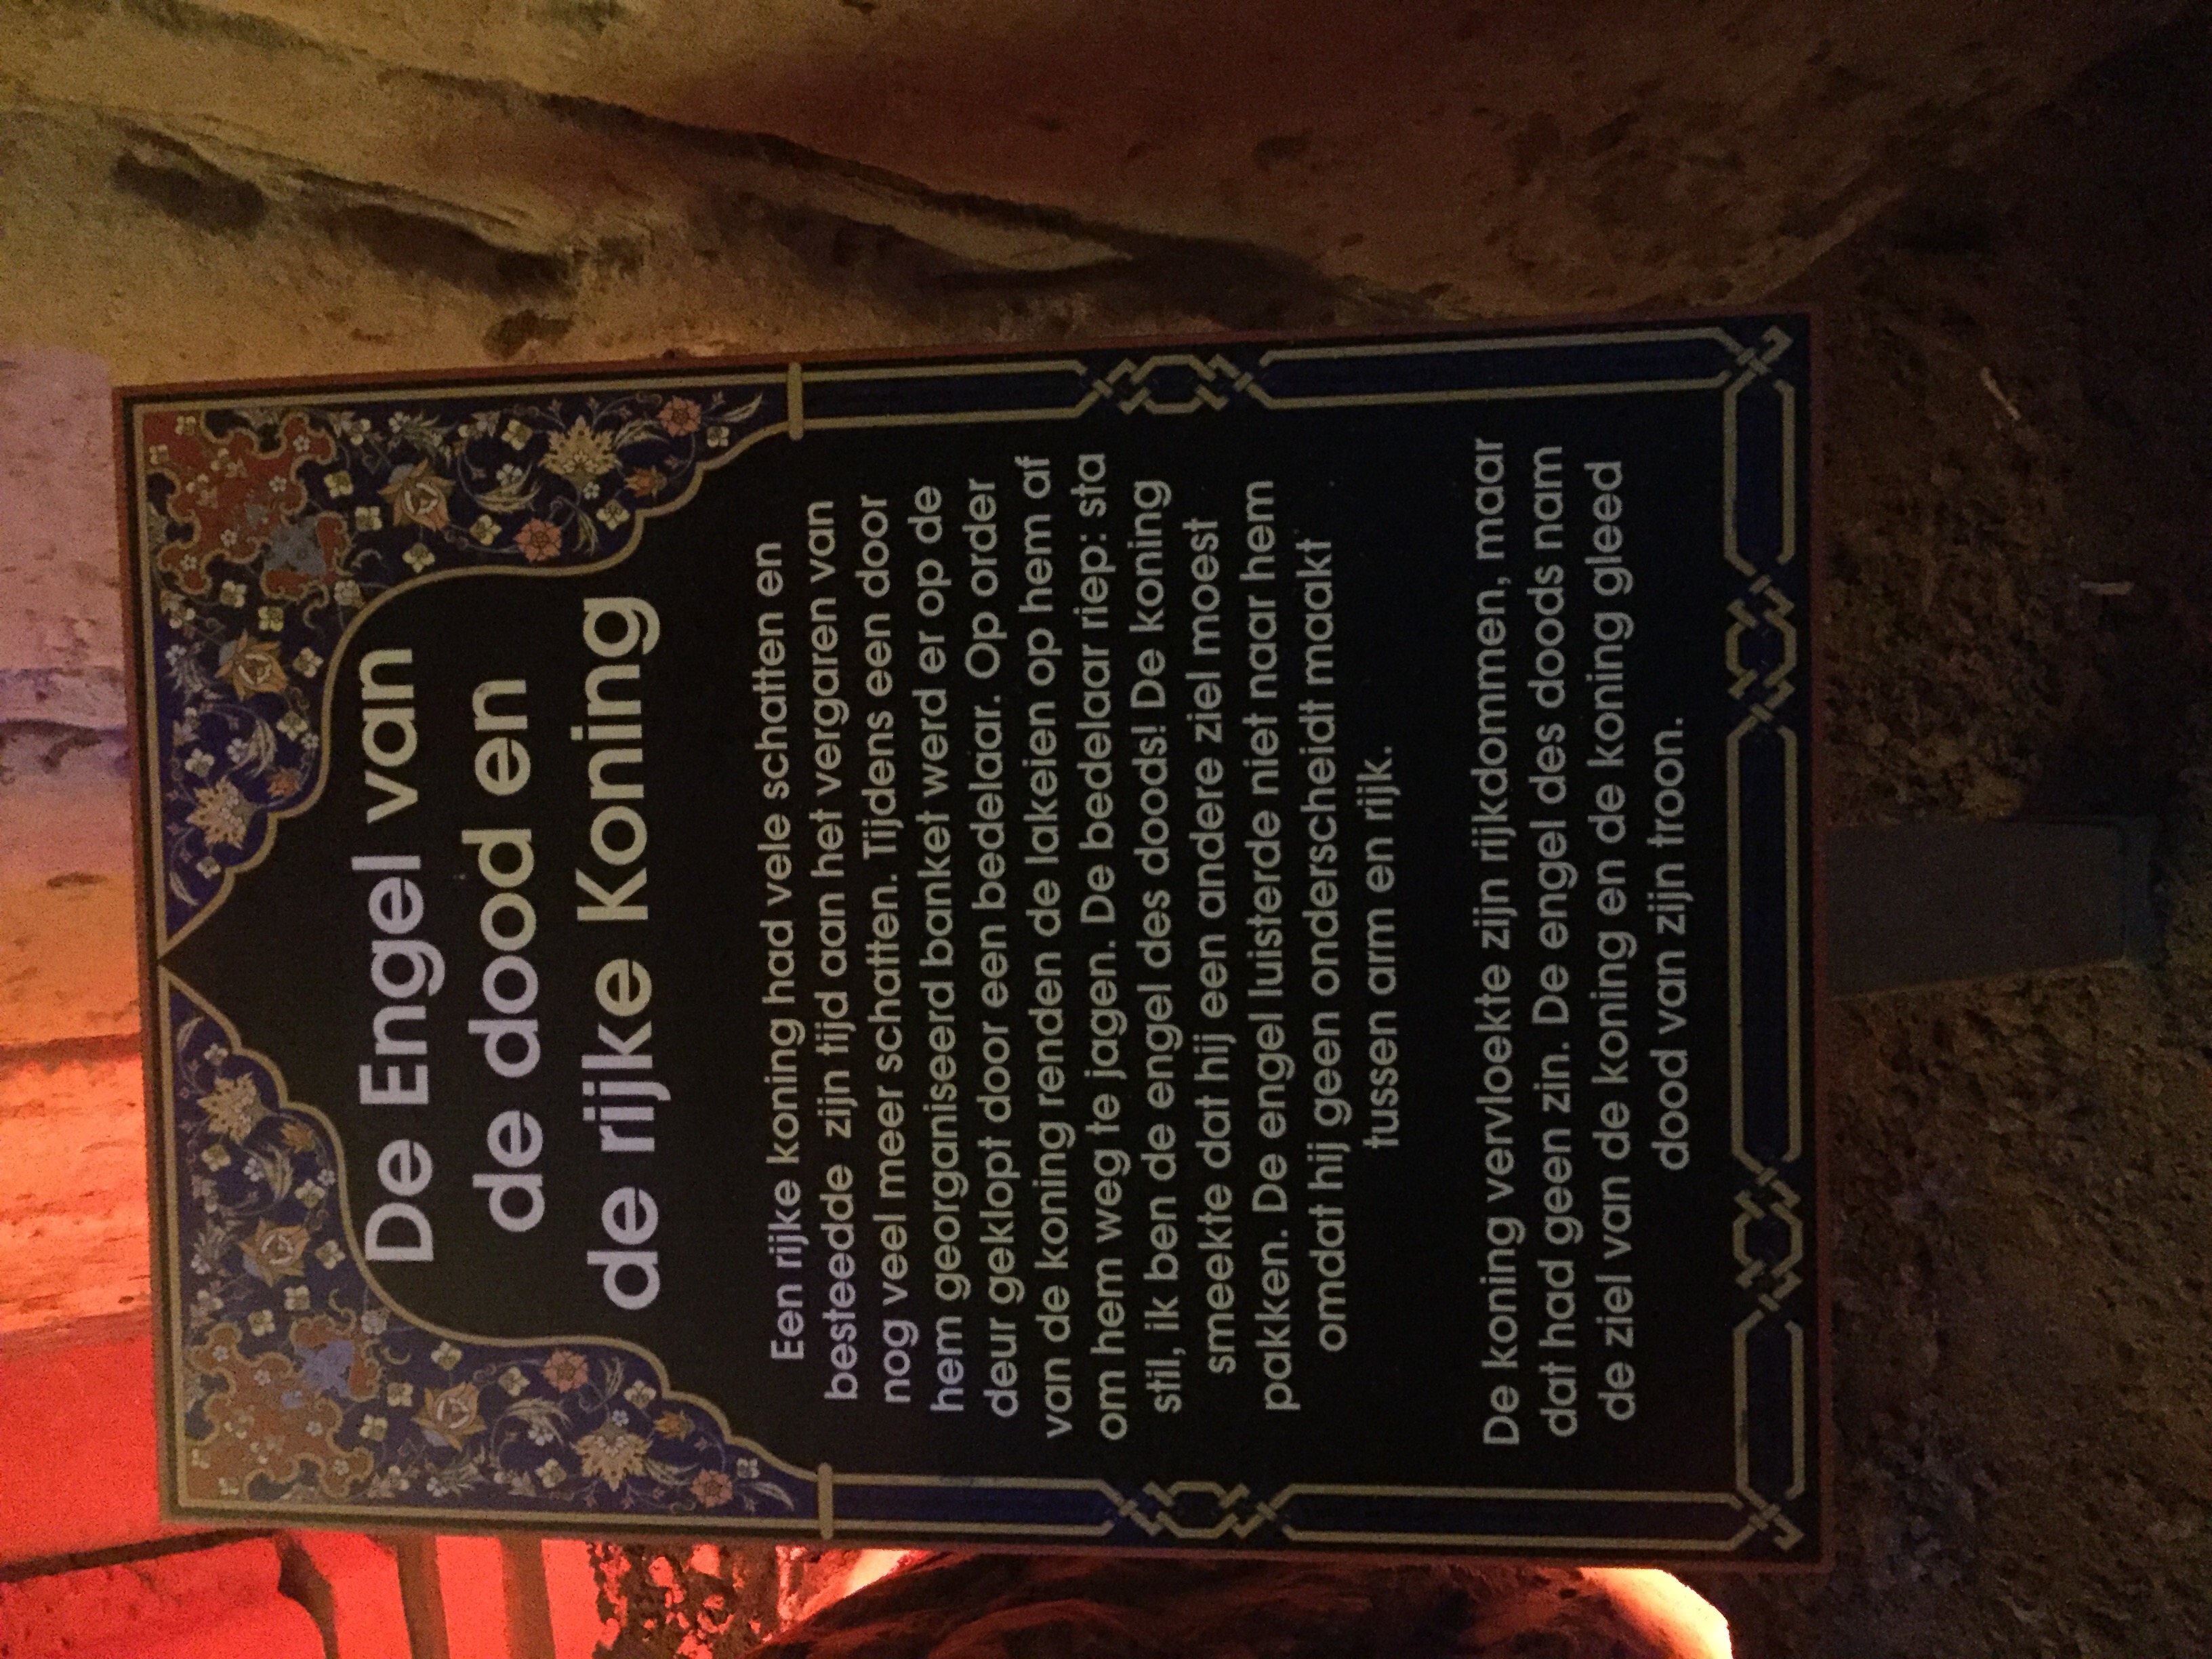 De Engel van
de dood en
de rijke Koning
Een rijke koning had vele schatten en
besteedde zijn tijd aan het vergaren van
nog veel meer schatten. Tijdens een door
hem georganiseerd banket werd er op de
deur geklopt door een bedelaar. Op order
van de koning renden de lakeien op hem af
om hem weg te jagen. De bedelaar riep: sta
stil, ik ben de engel des doods! De koning
smeekte dat hij een andere ziel moest
pakken. De engel luisterde niet naar hem
omdat hij geen onderscheidt maakt
tussen arm en rijk.
De koning vervloekte zijn rijkdommen, maar
dat had geen zin. De engel des doods nam
de ziel van de koning en de koning gleed
dood van zijn troon.